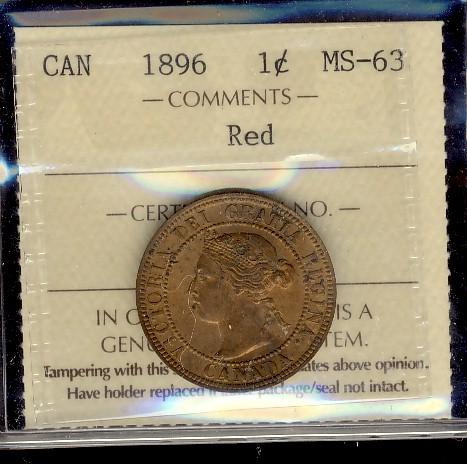 CAN 1896 1¢ MS-63
— COMMENTS —
Red
NO. —
VICTORIA DEI GRATIA REGINA.
CANADA
IN IS A
Tampering with this above opinion.
Have holder replaced package/seal not intact.